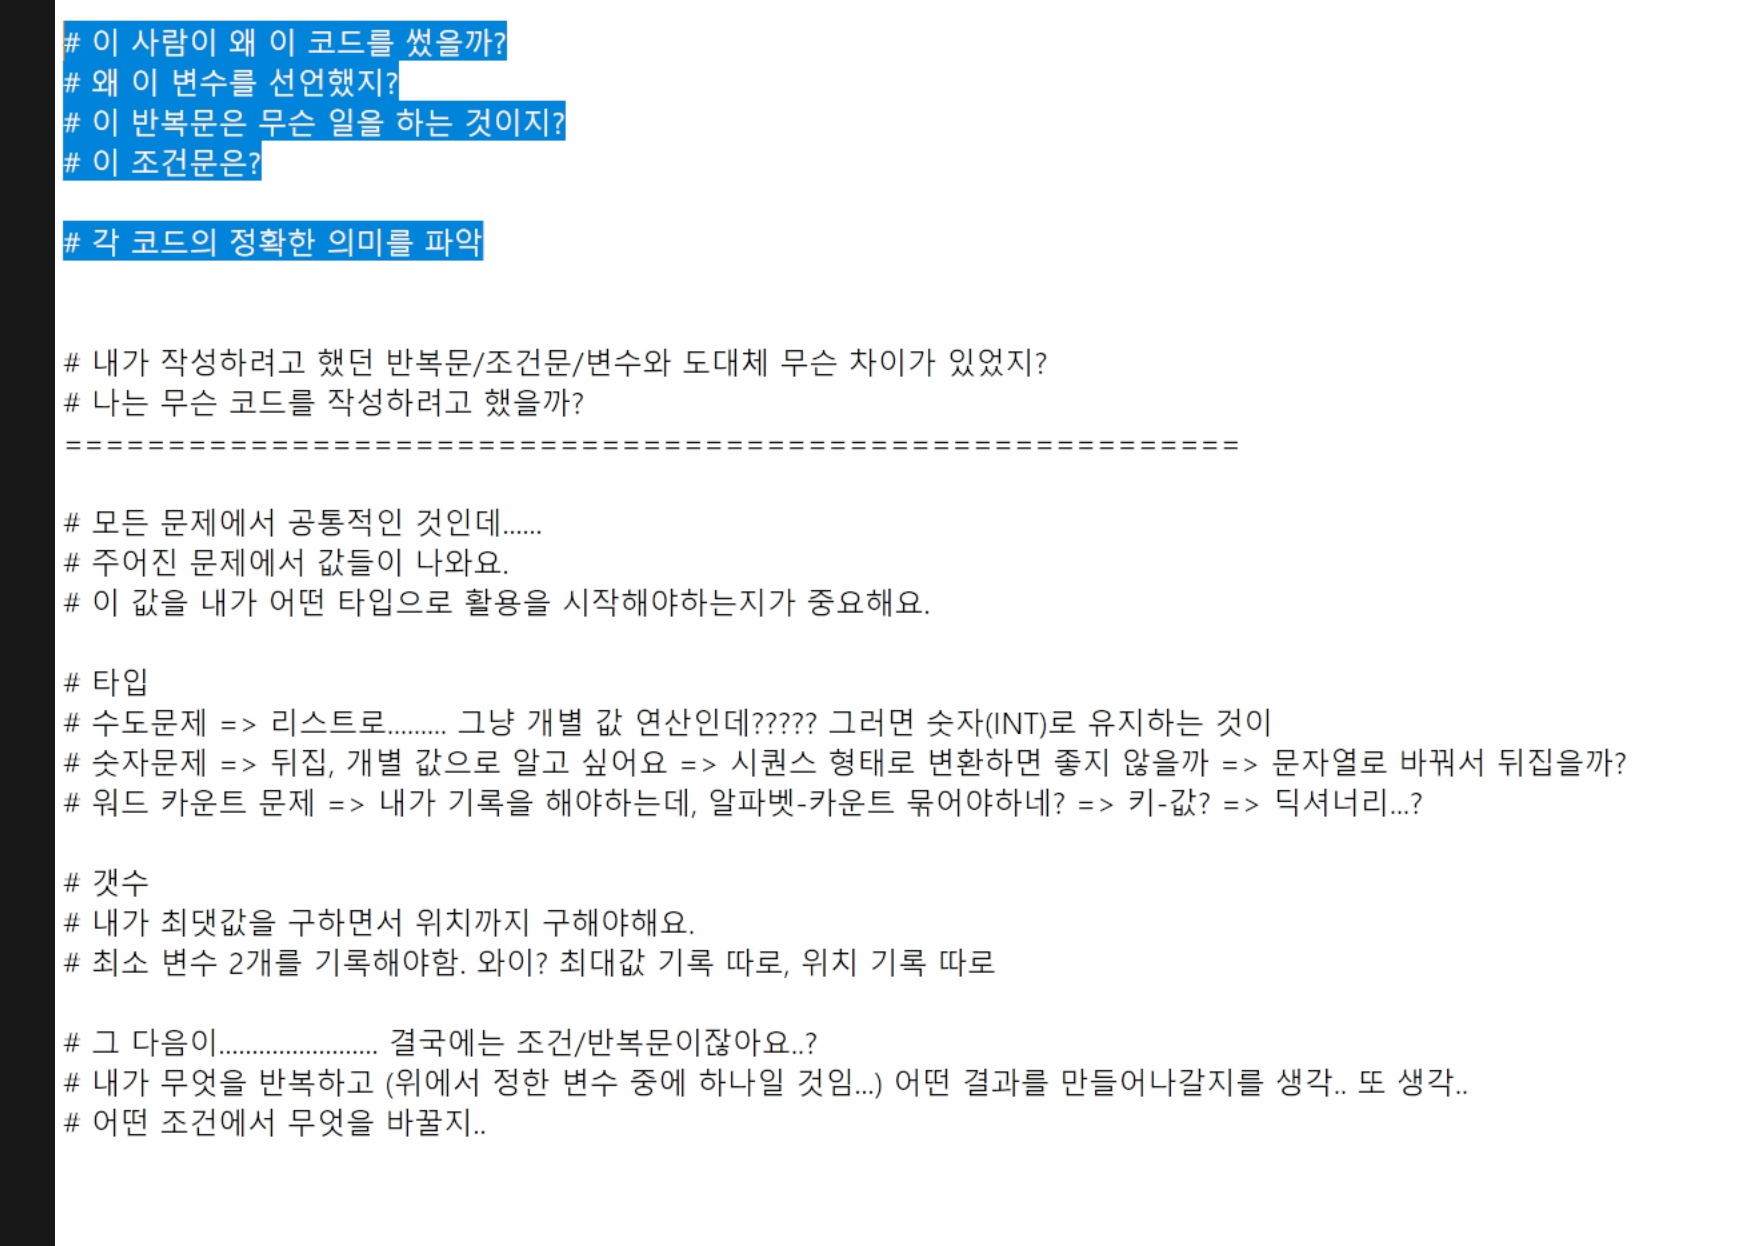 # 이 사람이 왜 이 코드를 썼을까?
# 왜 이 변수를 선언했지?
# 이 반복문은 무슨 일을 하는 것이지?
# 이 조건문은?
# 각 코드의 정확한 의미를 파악
# 내가 작성하려고 했던 반복문/조건문/변수와 도대체 무슨 차이가 있었지?
# 나는 무슨 코드를 작성하려고 했을까?
==========================================================
# 모든 문제에서 공통적인 것인데......
# 주어진 문제에서 값들이 나와요.
# 이 값을 내가 어떤 타입으로 활용을 시작해야하는지가 중요해요.
# 타입
# 수도문제 => 리스트로......... 그냥 개별 값 연산인데????? 그러면 숫자(INT)로 유지하는 것이
# 숫자문제 => 뒤집, 개별 값으로 알고 싶어요 => 시퀀스 형태로 변환하면 좋지 않을까 => 문자열로 바꿔서 뒤집을까?
# 워드 카운트 문제 => 내가 기록을 해야하는데, 알파벳-카운트 묶어야하네? => 키-값? => 딕셔너리...?
# 갯수
# 내가 최댓값을 구하면서 위치까지 구해야해요.
# 최소 변수 2개를 기록해야함. 와이? 최대값 기록 따로, 위치 기록 따로
# 그 다음이........................ 결국에는 조건/반복문이잖아요..?
# 내가 무엇을 반복하고 (위에서 정한 변수 중에 하나일 것임...) 어떤 결과를 만들어나갈지를 생각.. 또 생각..
# 어떤 조건에서 무엇을 바꿀지..